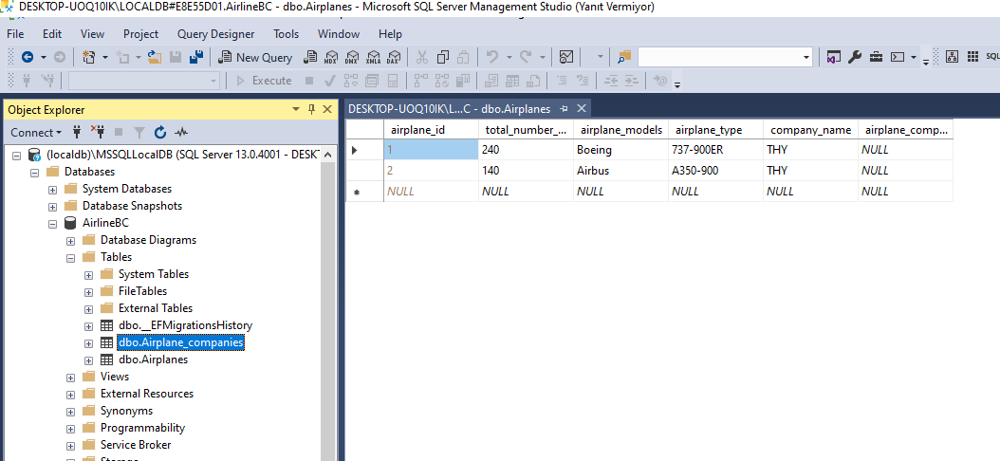 DESKTOP-UOQ10IK\LOCALDB#E8E55D01.AirlineBC - dbo.Airplanes - Microsoft SQL Server Management Studio (Yanıt Vermiyor)
File Edit View Project Query Designer Tools Window Help
New Query MDX DMX XMLA DAX SQL
Execute
Object Explorer
Connect
(localdb)\MSSQLLocalDB (SQL Server 13.0.4001 - DESKT
Databases
System Databases
Database Snapshots
AirlineBC
Database Diagrams
Tables
System Tables
FileTables
External Tables
dbo.__EFMigrationsHistory
dbo.Airplane_companies
dbo.Airplanes
Views
External Resources
Synonyms
Programmability
Service Broker
Storage
DESKTOP-UOQ10IK\L...C - dbo.Airplanes
airplane_id total_number_... airplane_models airplane_type company_name airplane_comp...
1 240 Boeing 737-900ER THY NULL
2 140 Airbus A350-900 THY NULL
NULL NULL NULL NULL NULL NULL